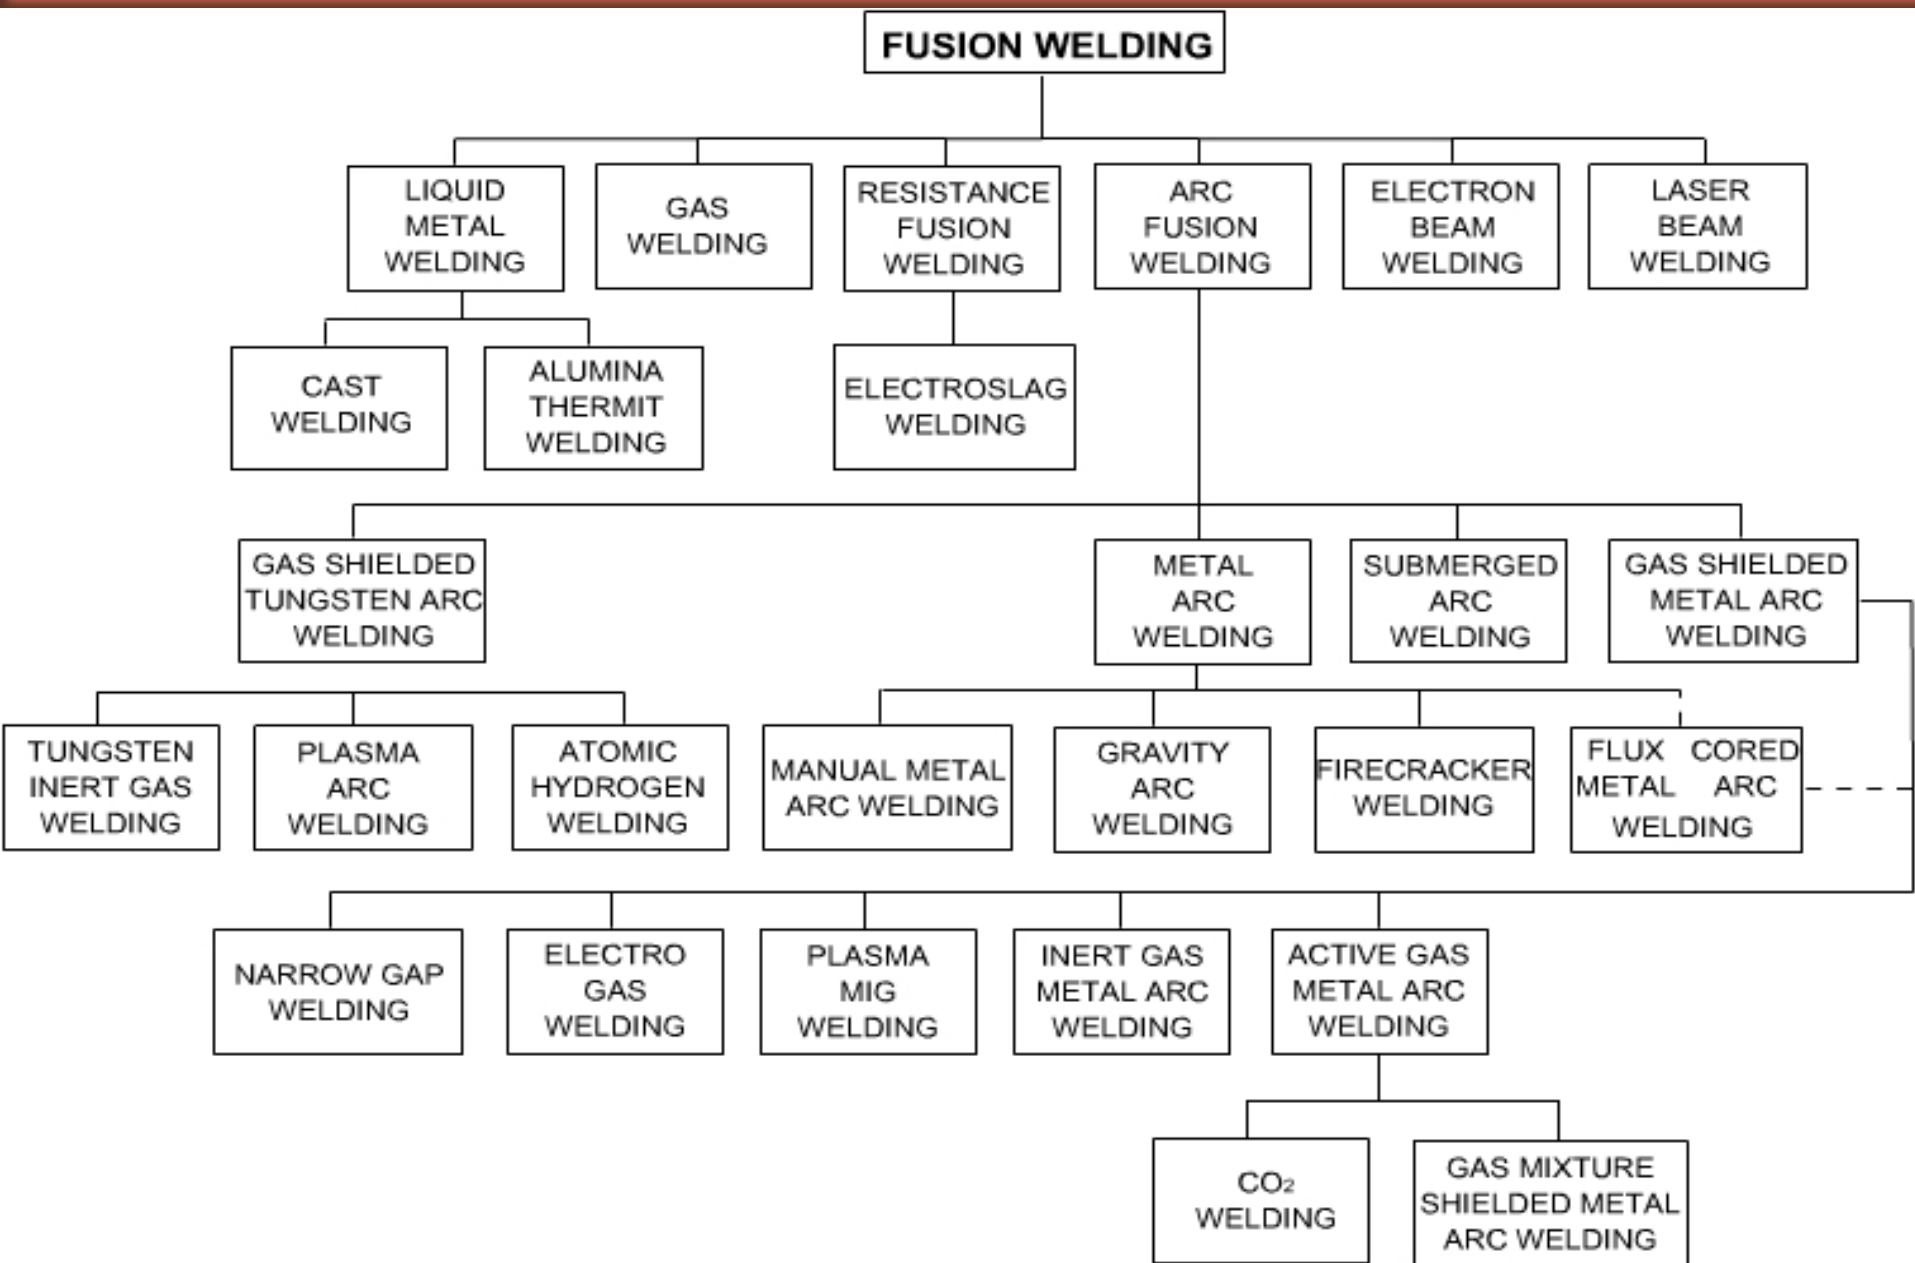 FUSION WELDING
LIQUID
METAL
WELDING
GAS
WELDING
RESISTANCE
FUSION
WELDING
ARC
FUSION
WELDING
ELECTRON
BEAM
WELDING
LASER
BEAM
WELDING
CAST
WELDING
ALUMINA
THERMIT
WELDING
ELECTROSLAG
WELDING
GAS SHIELDED
TUNGSTEN ARC
WELDING
METAL
ARC
WELDING
SUBMERGED
ARC
WELDING
GAS SHIELDED
METAL ARC
WELDING
TUNGSTEN
INERT GAS
WELDING
PLASMA
ARC
WELDING
ATOMIC
HYDROGEN
WELDING
MANUAL METAL
ARC WELDING
GRAVITY
ARC
WELDING
FIRECRACKER
WELDING
FLUX CORED
METAL ARC
WELDING
NARROW GAP
WELDING
ELECTRO
GAS
WELDING
PLASMA
MIG
WELDING
INERT GAS
METAL ARC
WELDING
ACTIVE GAS
METAL ARC
WELDING
CO₂
WELDING
GAS MIXTURE
SHIELDED METAL
ARC WELDING